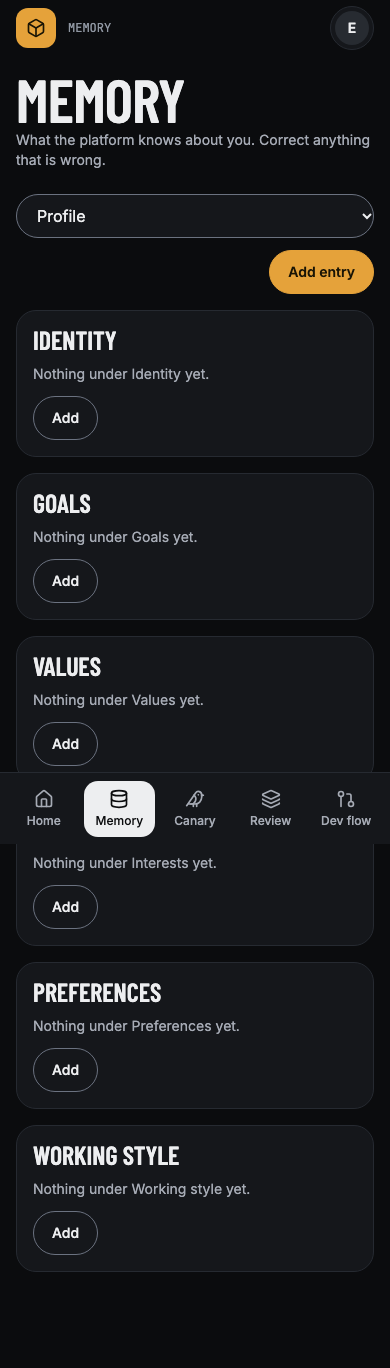 MEMORY
E
MEMORY
What the platform knows about you. Correct anything
that is wrong.
Profile
Add entry
IDENTITY
Nothing under Identity yet.
Add
GOALS
Nothing under Goals yet.
Add
VALUES
Nothing under Values yet.
Add
Home
Memory
Canary
Review
Dev flow
Nothing under Interests yet.
Add
PREFERENCES
Nothing under Preferences yet.
Add
WORKING STYLE
Nothing under Working style yet.
Add